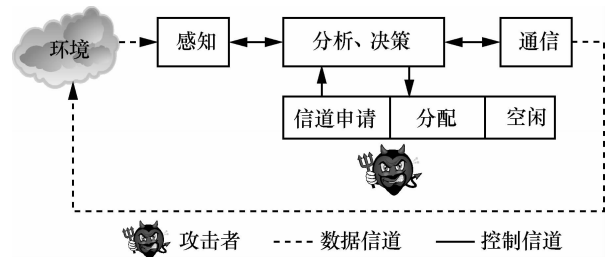 环境
感知
分析、决策
通信
信道申请
分配
空闲
攻击者
数据信道
控制信道